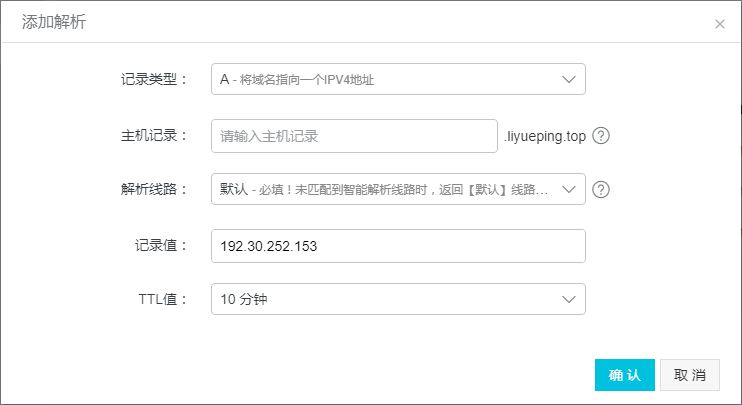 添加解析 ×
记录类型： A - 将域名指向一个IPV4地址
主机记录： 请输入主机记录 .liyueping.top ?
解析线路： 默认 - 必填！未匹配到智能解析线路时，返回【默认】线路... ?
记录值： 192.30.252.153
TTL值： 10 分钟
确 认 取 消